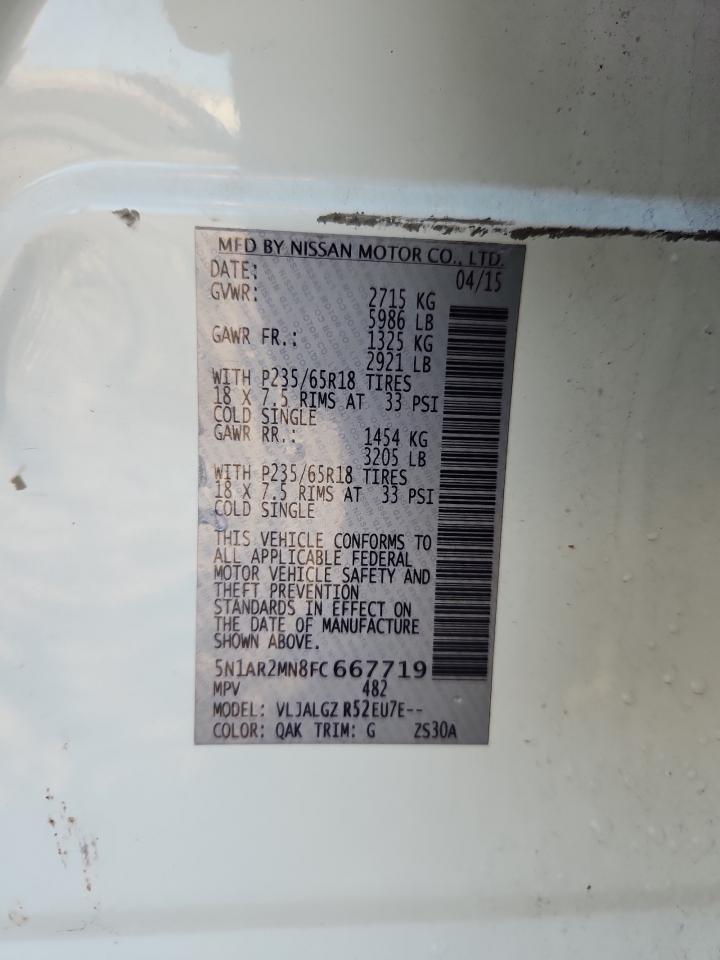 MFD BY NISSAN MOTOR CO., LTD.
DATE: 04/15
GVWR: 2715 KG
5986 LB
GAWR FR.: 1325 KG
2921 LB
WITH P235/65R18 TIRES
18 X 7.5 RIMS AT 33 PSI
COLD SINGLE
GAWR RR.: 1454 KG
3205 LB
WITH P235/65R18 TIRES
18 X 7.5 RIMS AT 33 PSI
COLD SINGLE
THIS VEHICLE CONFORMS TO
ALL APPLICABLE FEDERAL
MOTOR VEHICLE SAFETY AND
THEFT PREVENTION
STANDARDS IN EFFECT ON
THE DATE OF MANUFACTURE
SHOWN ABOVE.
5N1AR2MN8FC667719
MPV 482
MODEL: VLJALGZ R52EU7E--
COLOR: QAK TRIM: G ZS30A